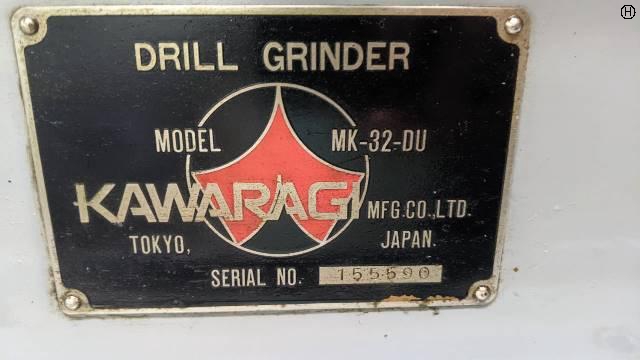 DRILL GRINDER
MODEL MK-32-DU
KAWARAGI MFG.CO.,LTD.
TOKYO, JAPAN.
SERIAL NO. 155590
H